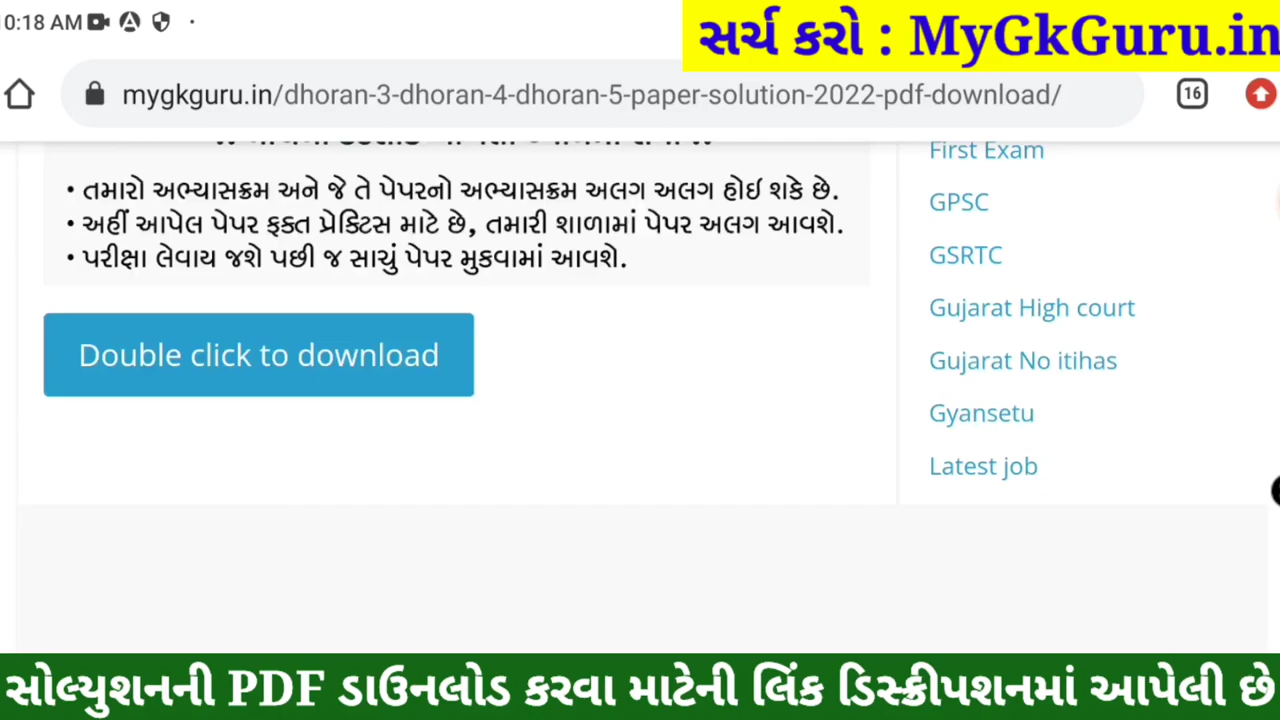 0:18 AM
સર્ચ કરો : MyGkGuru.in
mygkguru.in/dhoran-3-dhoran-4-dhoran-5-paper-solution-2022-pdf-download/
16
• તમારો અભ્યાસક્રમ અને જે તે પેપરનો અભ્યાસક્રમ અલગ અલગ હોઈ શકે છે.
• અહીં આપેલ પેપર ફક્ત પ્રેક્ટિસ માટે છે, તમારી શાળામાં પેપર અલગ આવશે.
• પરીક્ષા લેવાય જશે પછી જ સાચું પેપર મુકવામાં આવશે.
Double click to download
First Exam
GPSC
GSRTC
Gujarat High court
Gujarat No itihas
Gyansetu
Latest job
સોલ્યુશનની PDF ડાઉનલોડ કરવા માટેની લિંક ડિસ્ક્રીપશનમાં આપેલી છે